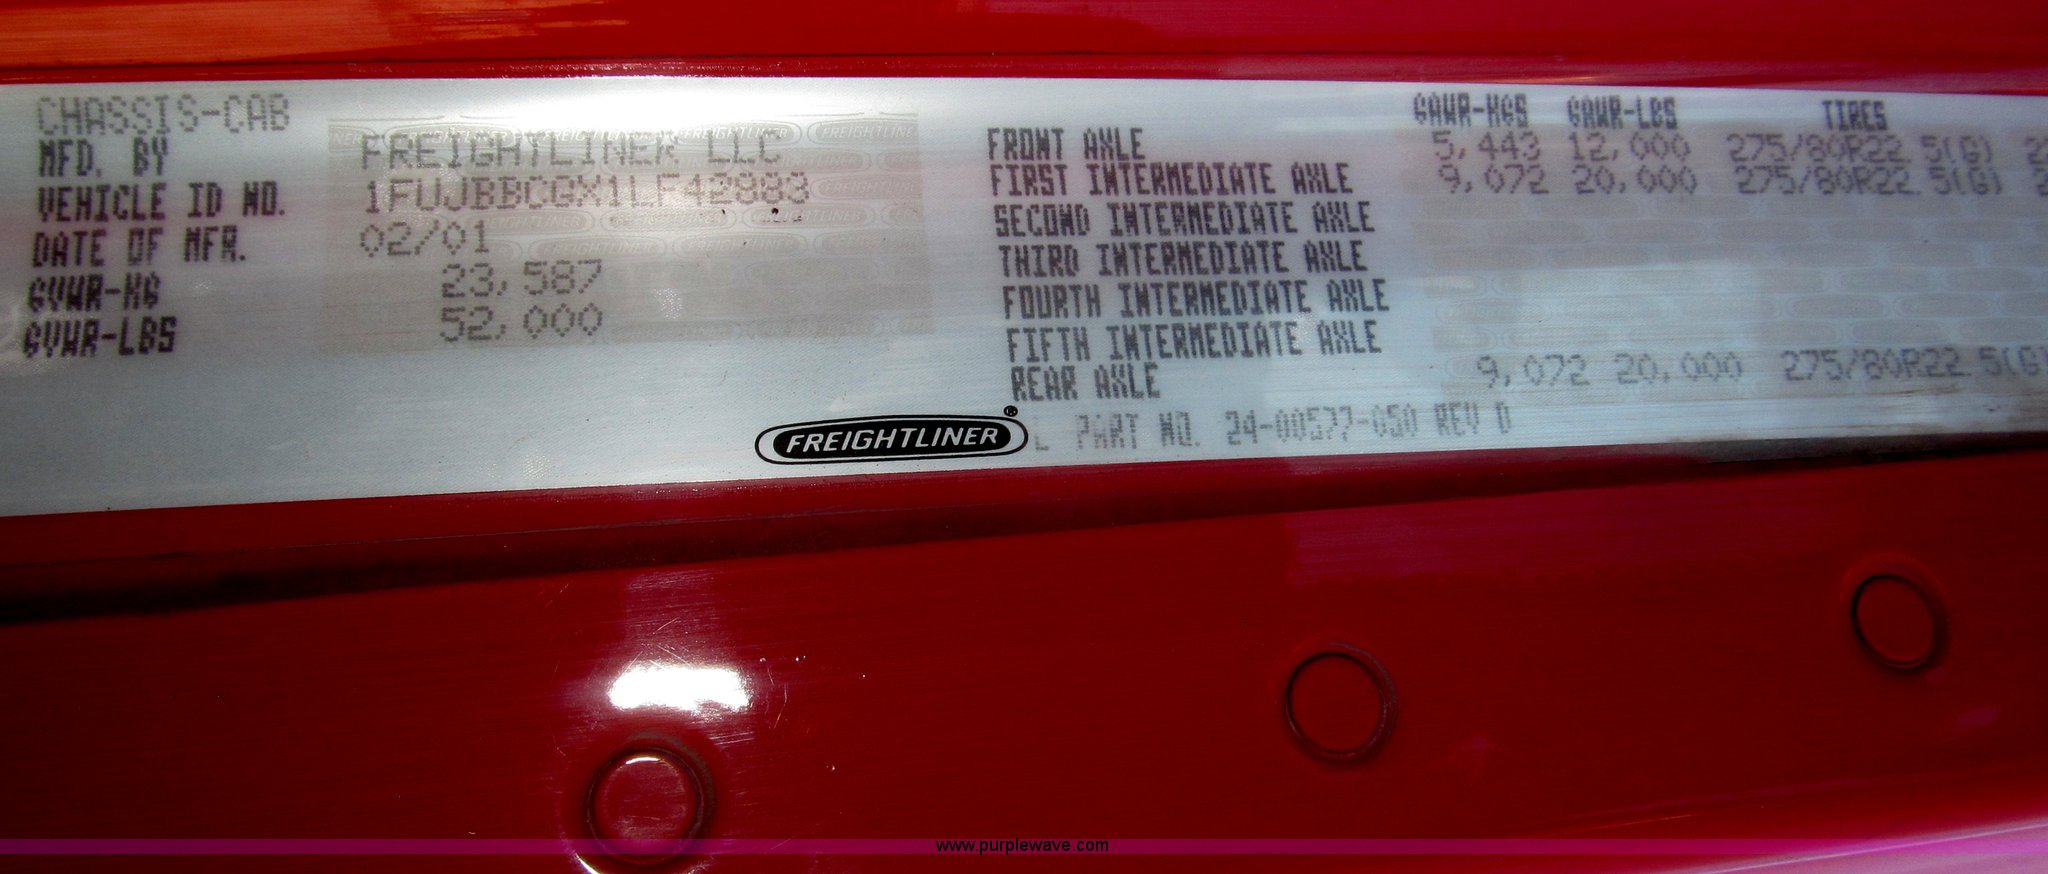 CHASSIS-CAB
MFD. BY FREIGHTLINER LLC
VEHICLE ID NO. 1FUJBBCGX1LF42883
DATE OF MFR. 02/01
GVWR-KG 23,587
GVWR-LBS 52,000
GAWR-KGS GAWR-LBS TIRES
FRONT AXLE 5,443 12,000 275/80R22.5(G)
FIRST INTERMEDIATE AXLE 9,072 20,000 275/80R22.5(G)
SECOND INTERMEDIATE AXLE
THIRD INTERMEDIATE AXLE
FOURTH INTERMEDIATE AXLE
FIFTH INTERMEDIATE AXLE
REAR AXLE 9,072 20,000 275/80R22.5(G)
FREIGHTLINER®
PART NO. 24-00577-050 REV D
www.purplewave.com